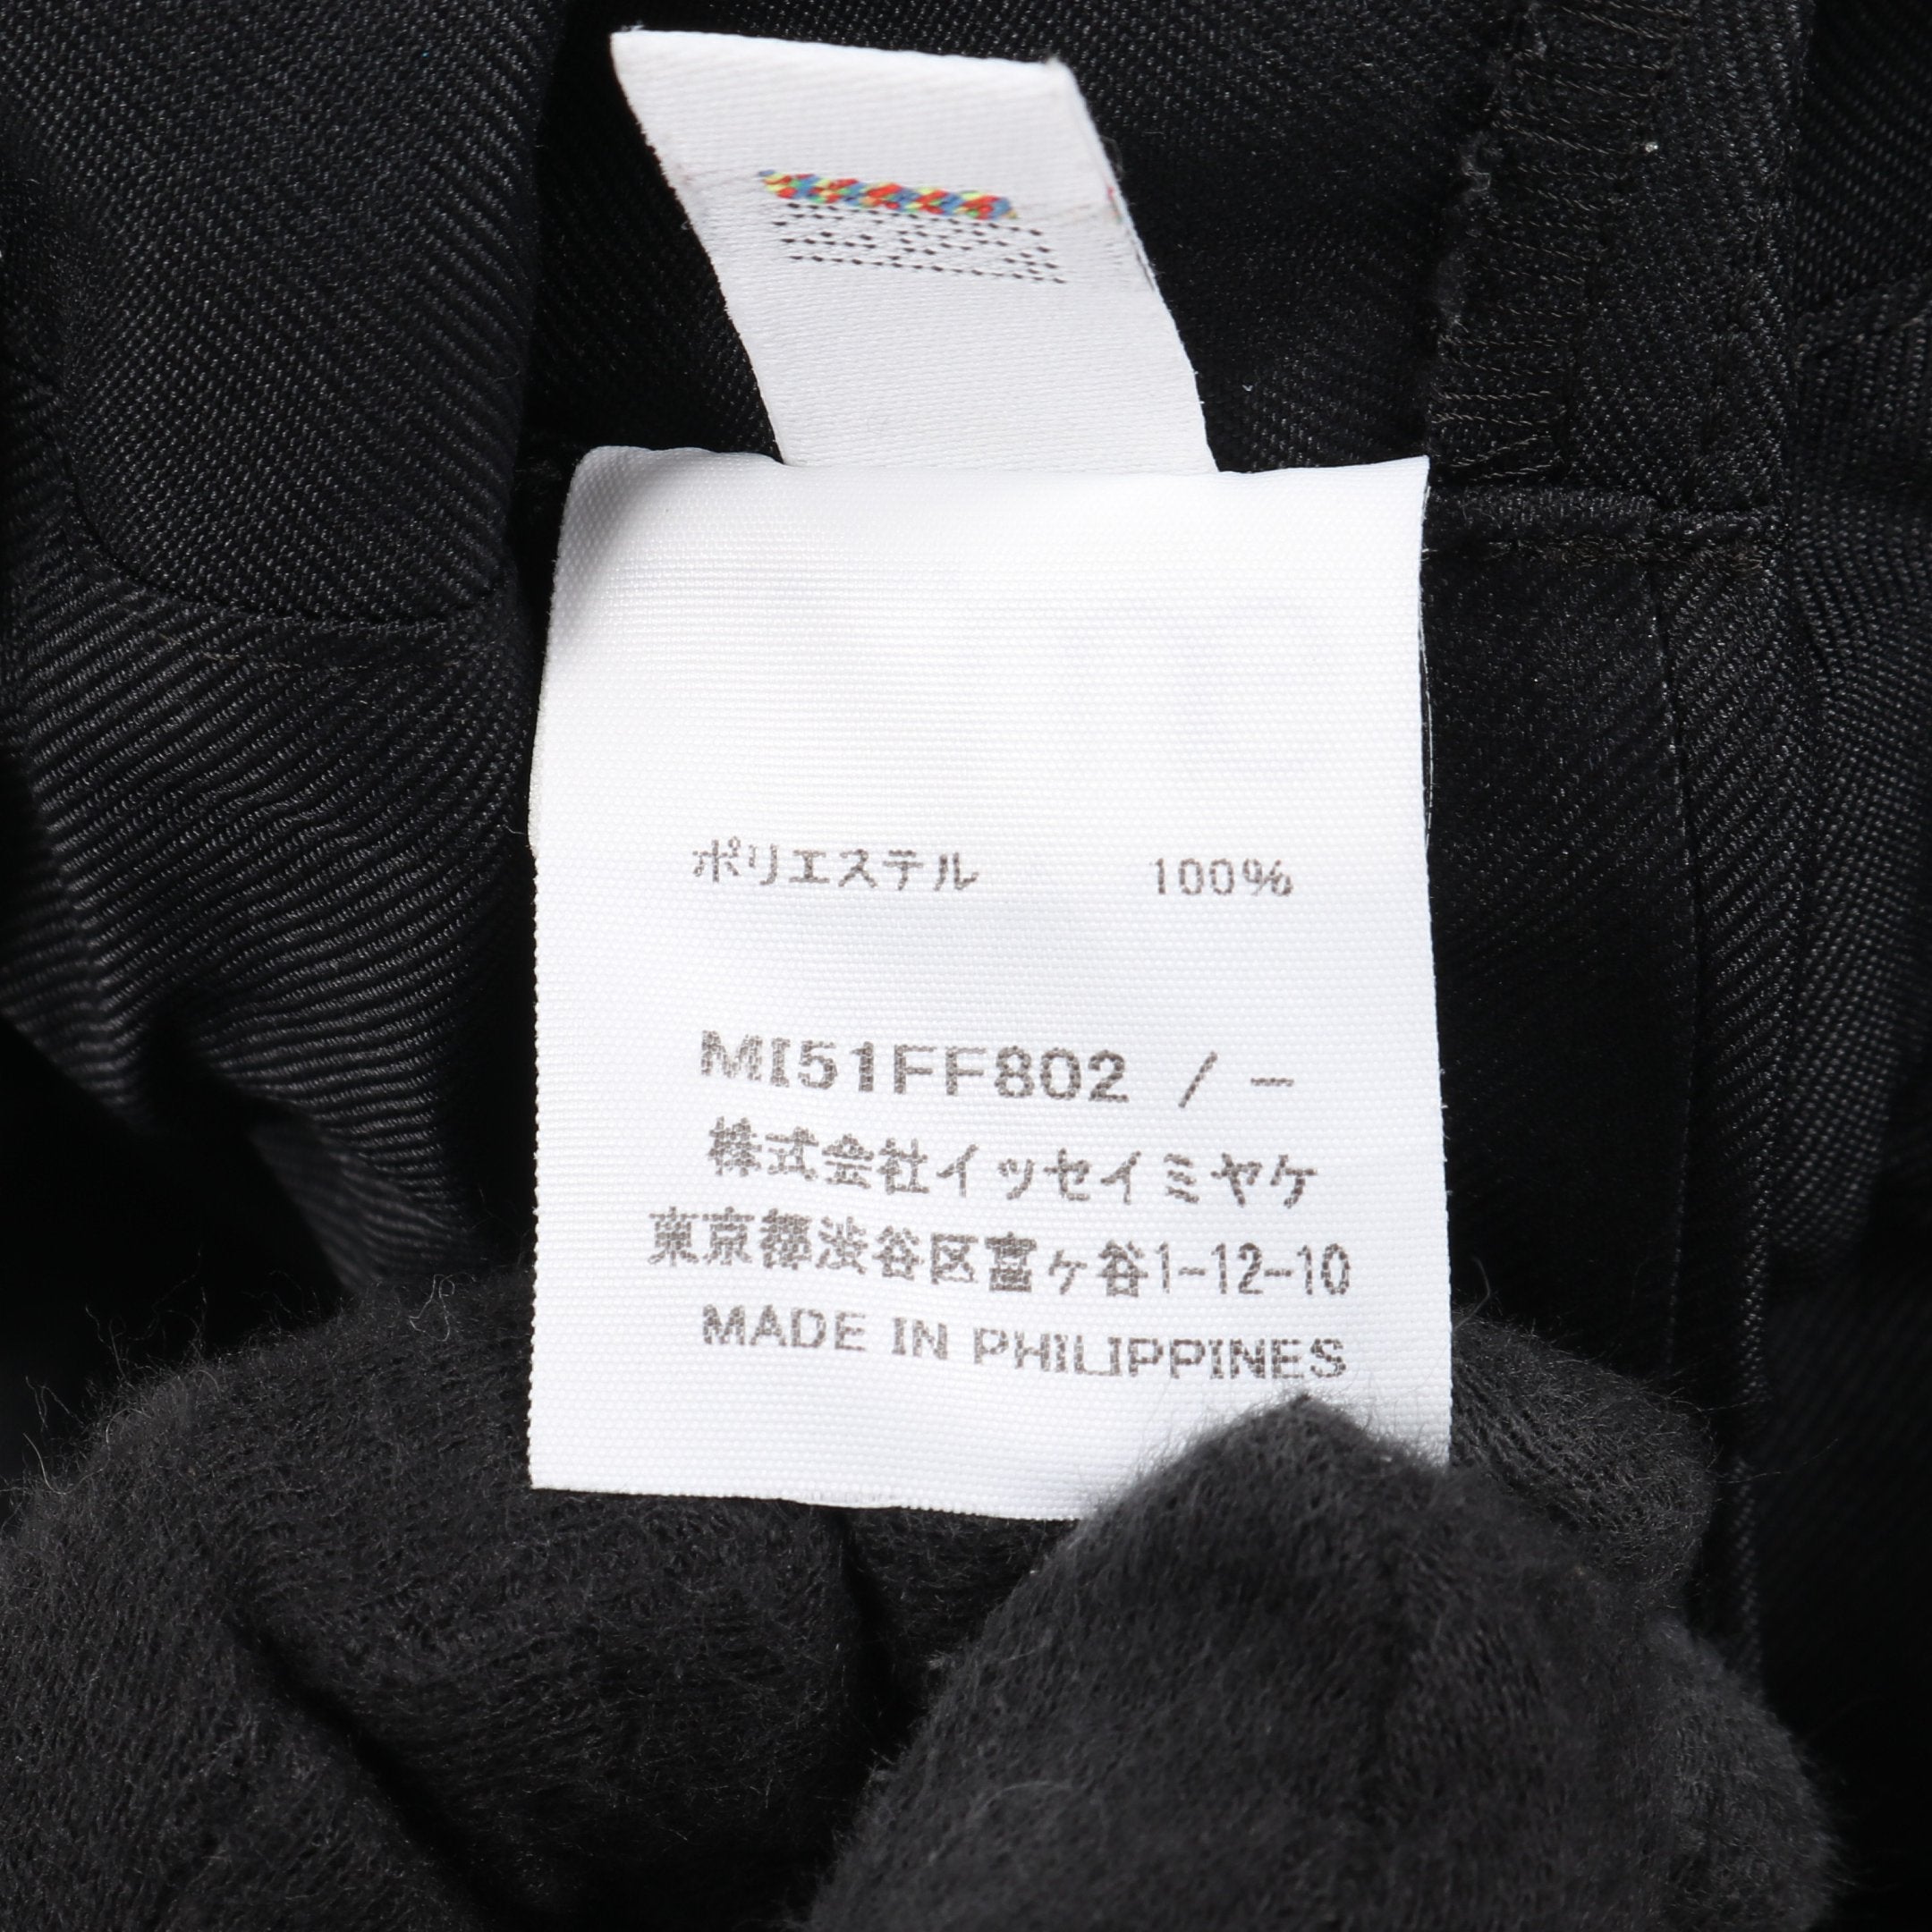 ポリエステル 100%
MI51FF802 / -
株式会社イッセイミヤケ
東京都渋谷区富ヶ谷1-12-10
MADE IN PHILIPPINES